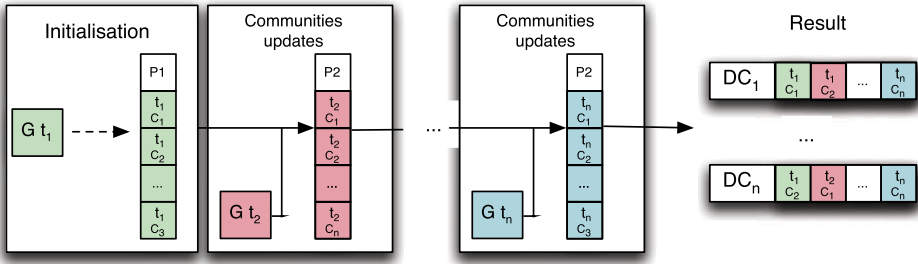 Initialisation
G t₁
P1
t₁
C₁
t₁
C₂
...
t₁
C₃
Communities
updates
G t₂
P2
t₂
C₁
t₂
C₂
...
t₂
Cₙ
...
Communities
updates
G tₙ
P2
tₙ
C₁
tₙ
C₂
...
tₙ
C₃
Result
DC₁ t₁ t₁ ... tₙ
C₁ C₂ Cₙ
...
DCₙ t₁ t₂ ... tₙ
C₂ C₁ Cₙ